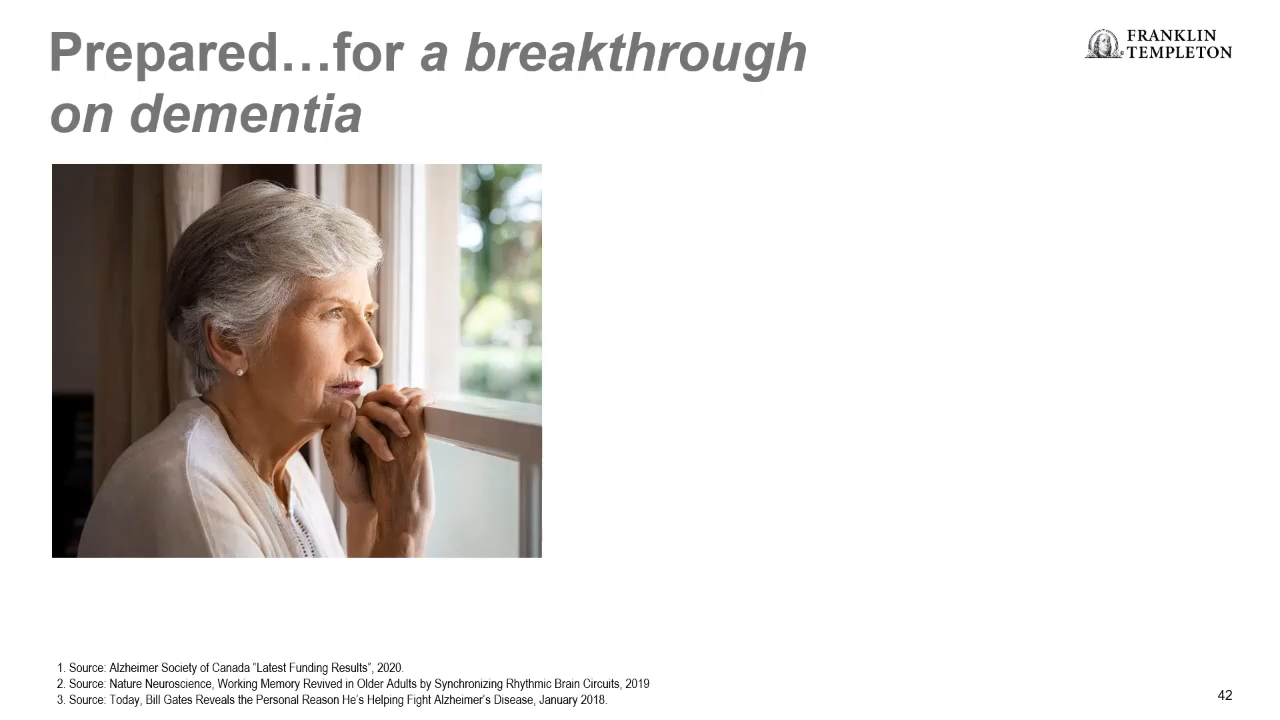 Prepared…for a breakthrough
on dementia
FRANKLIN
TEMPLETON
1. Source: Alzheimer Society of Canada "Latest Funding Results", 2020.
2. Source: Nature Neuroscience, Working Memory Revived in Older Adults by Synchronizing Rhythmic Brain Circuits, 2019
3. Source: Today, Bill Gates Reveals the Personal Reason He's Helping Fight Alzheimer's Disease, January 2018.
42